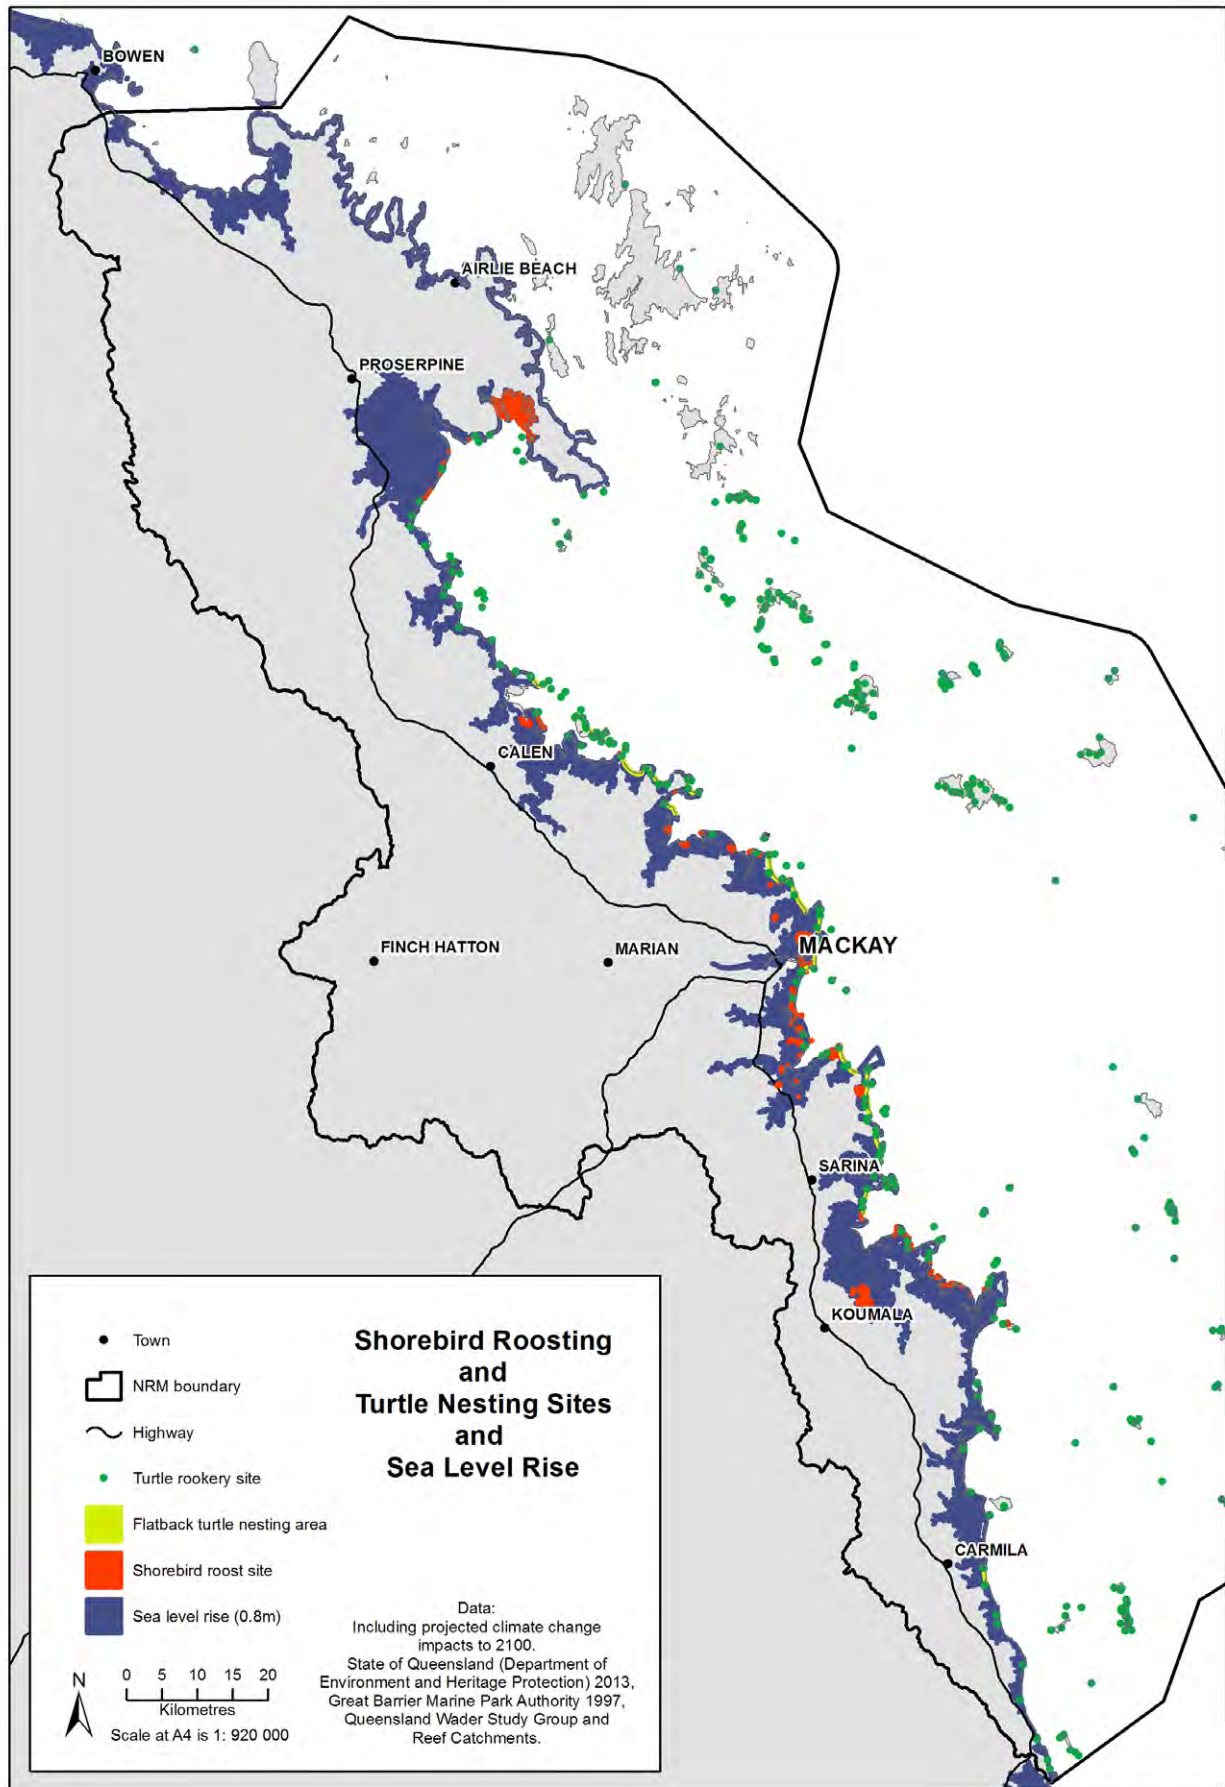 BOWEN
AIRLIE BEACH
PROSERPINE
CALEN
FINCH HATTON
MARIAN
MACKAY
SARINA
KOUMALA
CARMILA
Shorebird Roosting
and
Turtle Nesting Sites
and
Sea Level Rise
Town
NRM boundary
Highway
Turtle rookery site
Flatback turtle nesting area
Shorebird roost site
Sea level rise (0.8m)
N
0 5 10 15 20
Kilometres
Scale at A4 is 1: 920 000
Data:
Including projected climate change
impacts to 2100.
State of Queensland (Department of
Environment and Heritage Protection) 2013,
Great Barrier Marine Park Authority 1997,
Queensland Wader Study Group and
Reef Catchments.